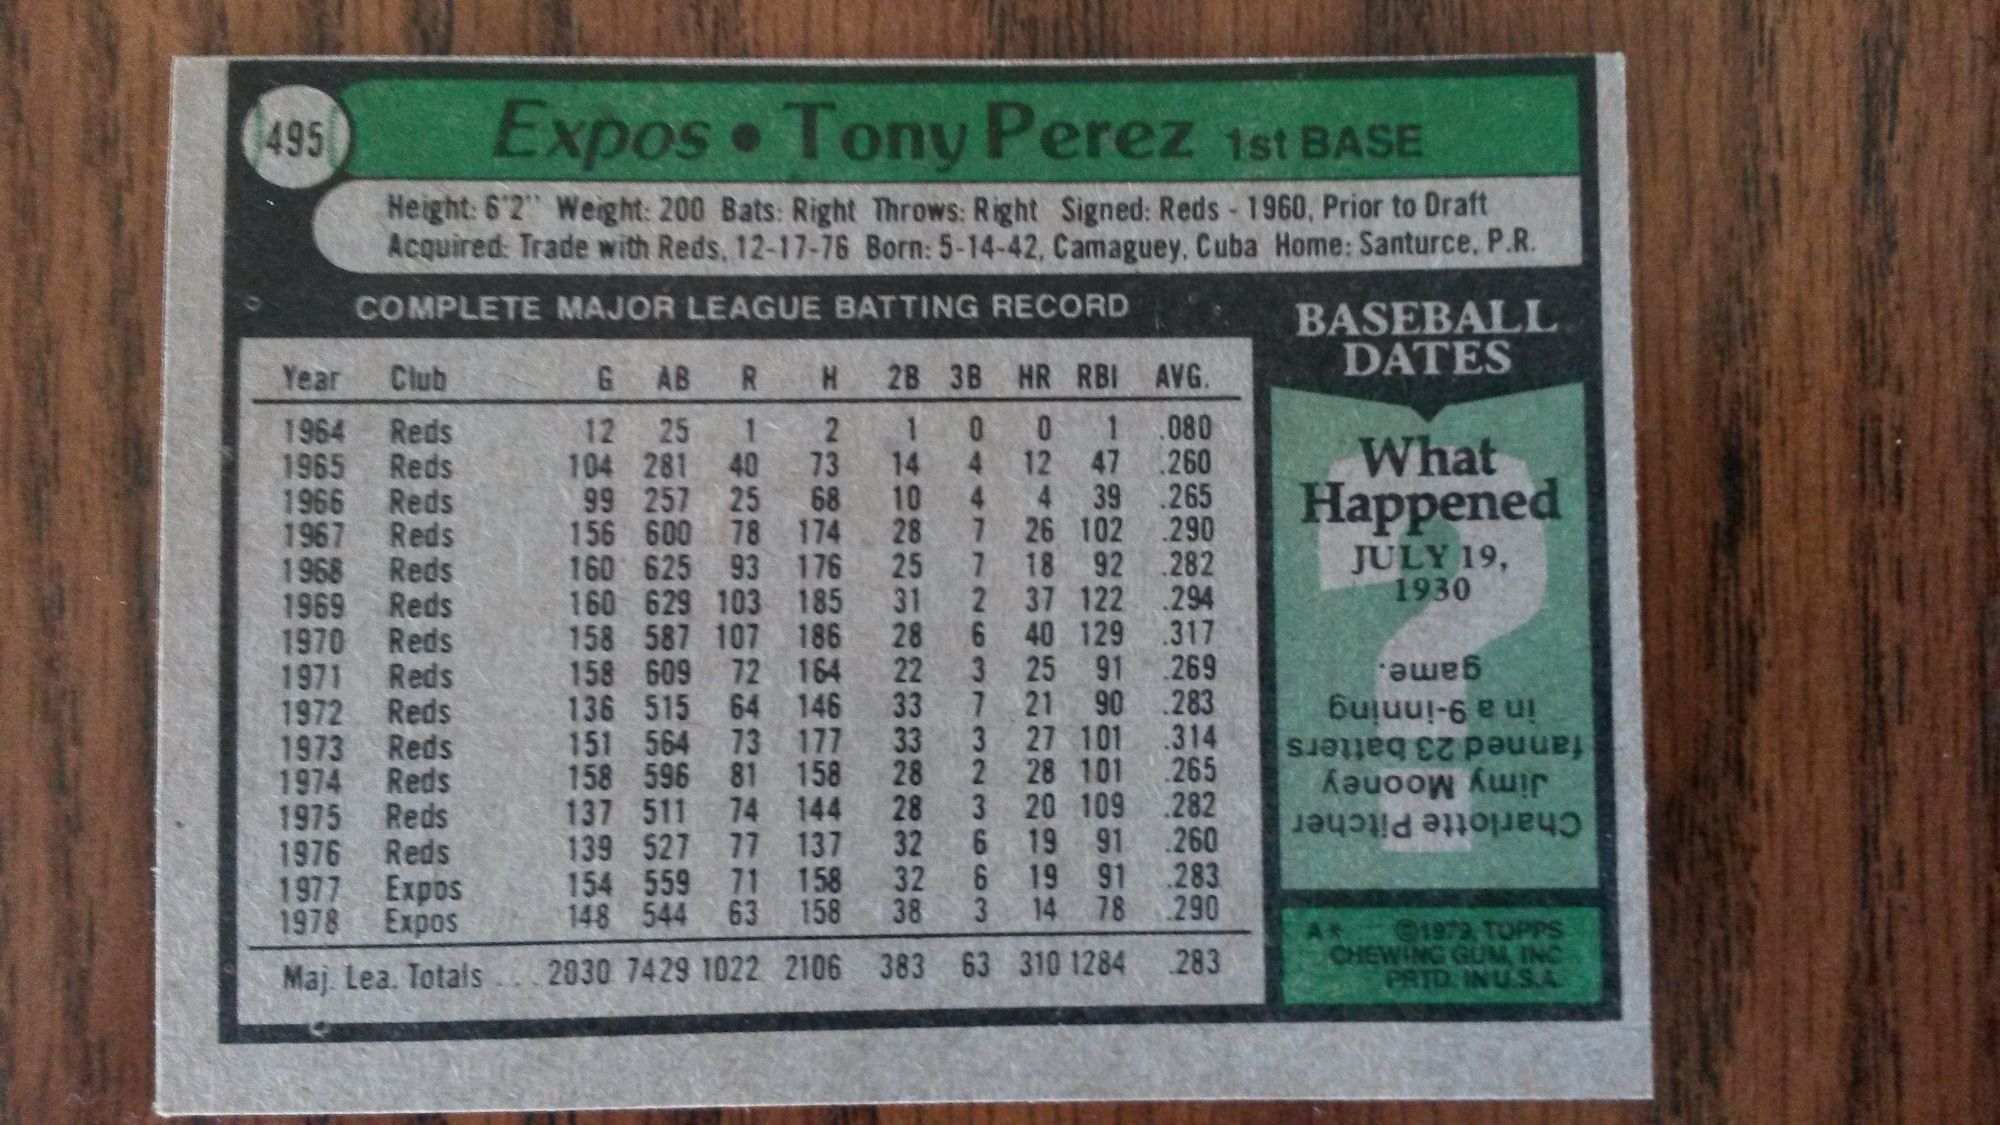 495
Expos • Tony Perez 1st BASE
Height: 6'2" Weight: 200 Bats: Right Throws: Right Signed: Reds - 1960, Prior to Draft
Acquired: Trade with Reds, 12-17-76 Born: 5-14-42, Camaguey, Cuba Home: Santurce, P.R.
COMPLETE MAJOR LEAGUE BATTING RECORD
Year Club G AB R H 2B 3B HR RBI AVG.
1964 Reds 12 25 1 2 1 0 0 1 .080
1965 Reds 104 281 40 73 14 4 12 47 .260
1966 Reds 99 257 25 68 10 4 4 39 .265
1967 Reds 156 600 78 174 28 7 26 102 .290
1968 Reds 160 625 93 176 25 7 18 92 .282
1969 Reds 160 629 103 185 31 2 37 122 .294
1970 Reds 158 587 107 186 28 6 40 129 .317
1971 Reds 158 609 72 164 22 3 25 91 .269
1972 Reds 136 515 64 146 33 7 21 90 .283
1973 Reds 151 564 73 177 33 3 27 101 .314
1974 Reds 158 596 81 158 28 2 28 101 .265
1975 Reds 137 511 74 144 28 3 20 109 .282
1976 Reds 139 527 77 137 32 6 19 91 .260
1977 Expos 154 559 71 158 32 6 19 91 .283
1978 Expos 148 544 63 158 38 3 14 78 .290
Maj. Lea. Totals ... 2030 7429 1022 2106 383 63 310 1284 .283
BASEBALL
DATES
What
Happened
JULY 19,
1930
Charlotte Pitcher
Jimy Mooney
fanned 23 batters
in a 9-inning
game.
A* ©1979, TOPPS
CHEWING GUM, INC
PRTD. IN U.S.A.